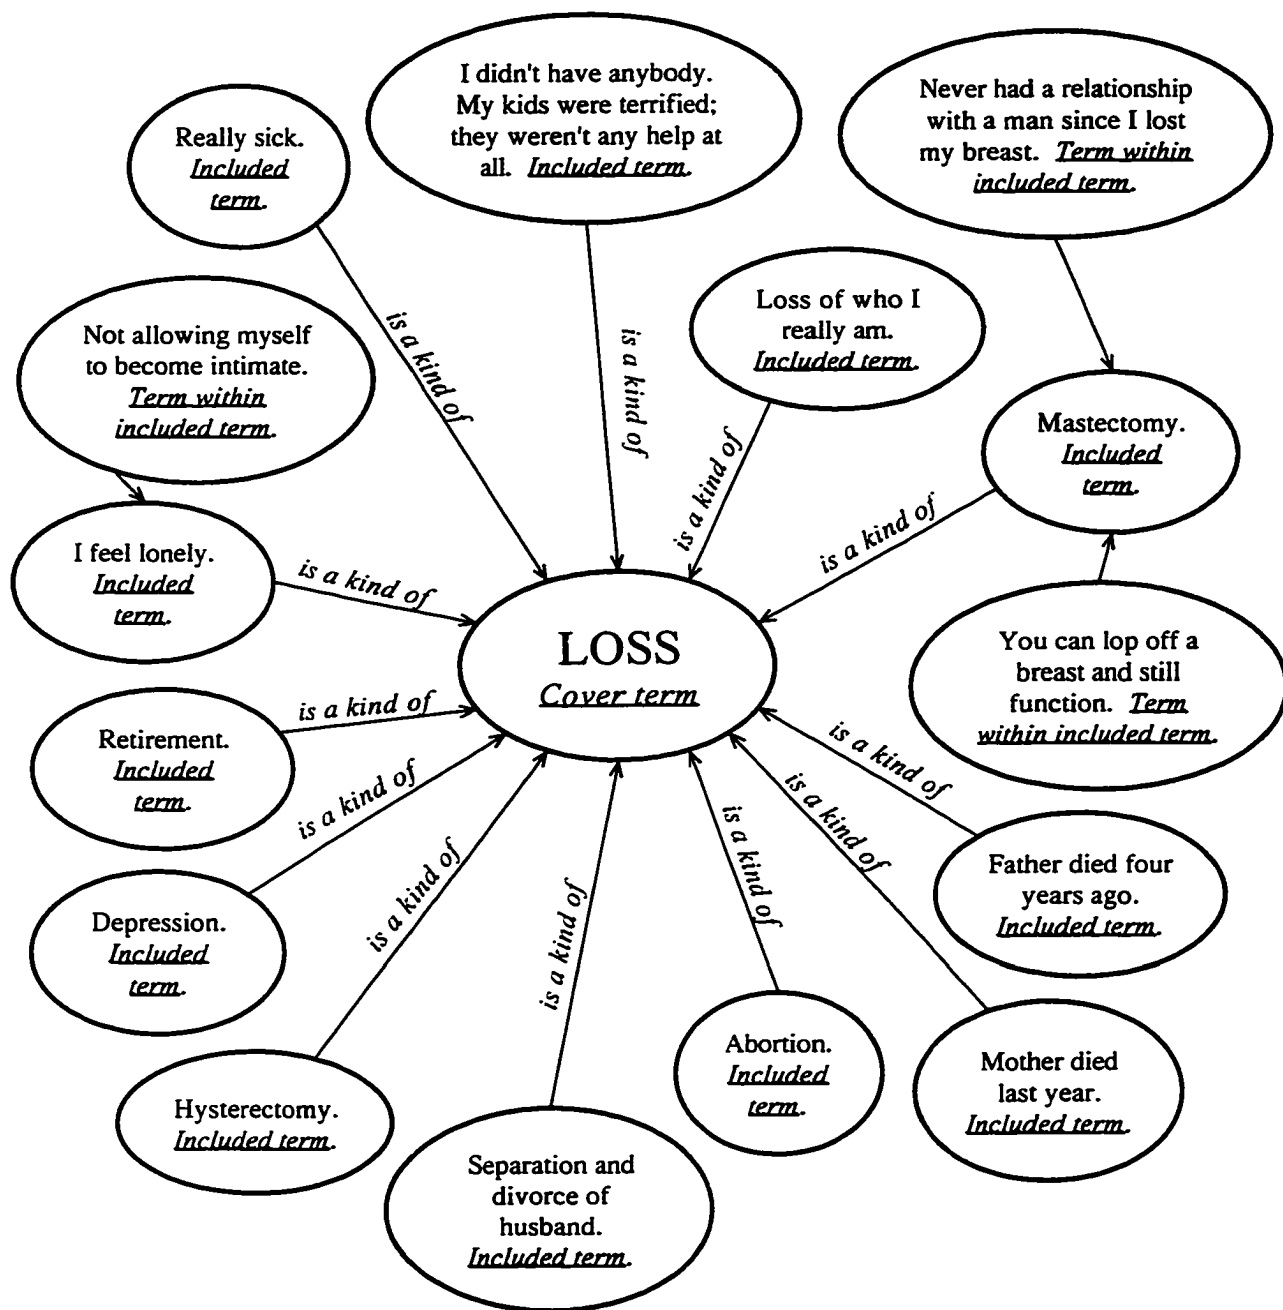 I didn't have anybody.
My kids were terrified;
they weren't any help at
all. Included term.
Never had a relationship
with a man since I lost
my breast. Term within
included term.
Really sick.
Included
term.
is a kind of
is a kind of
Loss of who I
really am.
Included term.
is a kind of
Not allowing myself
to become intimate.
Term within
included term.
Mastectomy.
Included
term.
is a kind of
I feel lonely.
Included
term.
is a kind of
LOSS
Cover term
You can lop off a
breast and still
function. Term
within included term.
Retirement.
Included
term.
is a kind of
is a kind of
is a kind of
is a kind of
is a kind of
is a kind of
is a kind of
Father died four
years ago.
Included term.
Depression.
Included
term.
Abortion.
Included
term.
Mother died
last year.
Included term.
Hysterectomy.
Included term.
Separation and
divorce of
husband.
Included term.